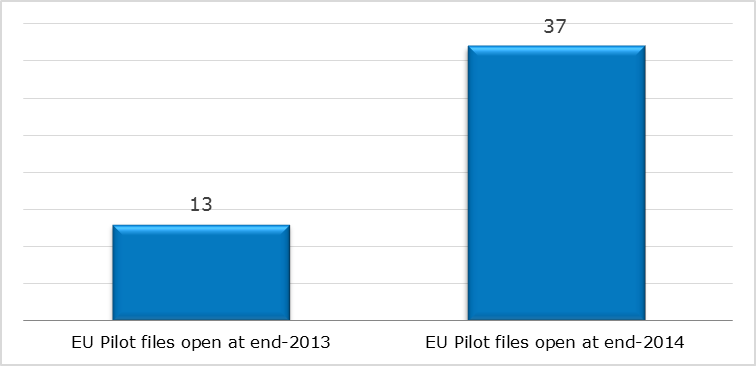 37
13
EU Pilot files open at end-2013
EU Pilot files open at end-2014